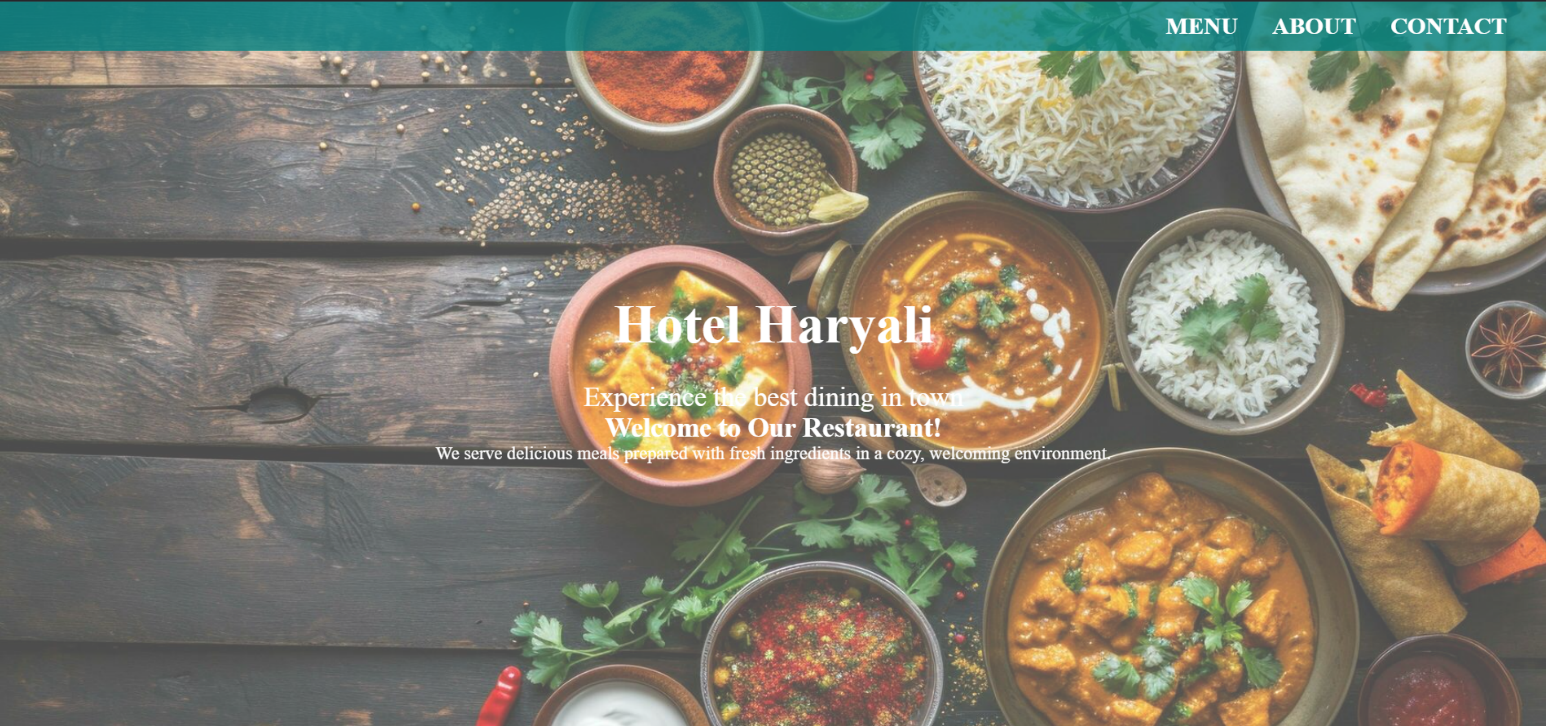 MENU ABOUT CONTACT
Hotel Haryali
Experience the best dining in town
Welcome to Our Restaurant!
We serve delicious meals prepared with fresh ingredients in a cozy, welcoming environment.